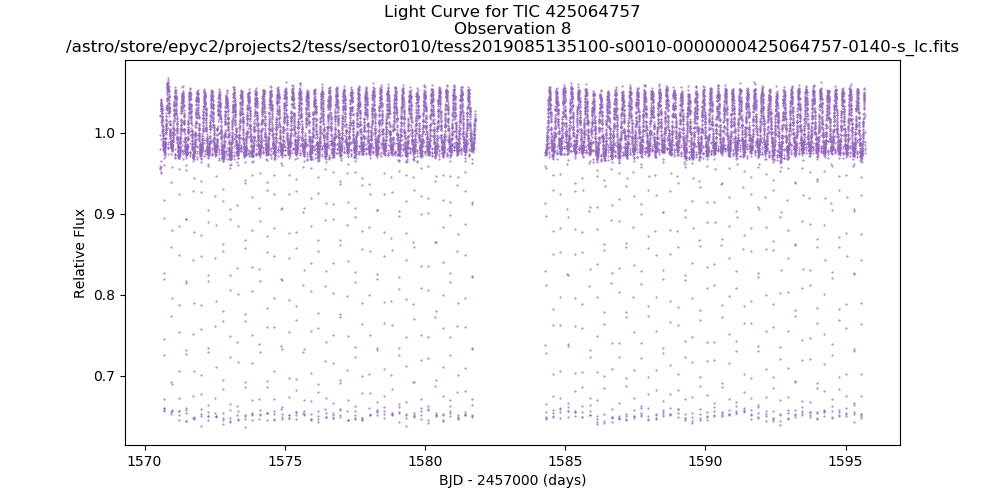 Light Curve for TIC 425064757
Observation 8
/astro/store/epyc2/projects2/tess/sector010/tess2019085135100-s0010-0000000425064757-0140-s_lc.fits
Relative Flux
1.0
0.9
0.8
0.7
1570
1575
1580
1585
1590
1595
BJD - 2457000 (days)